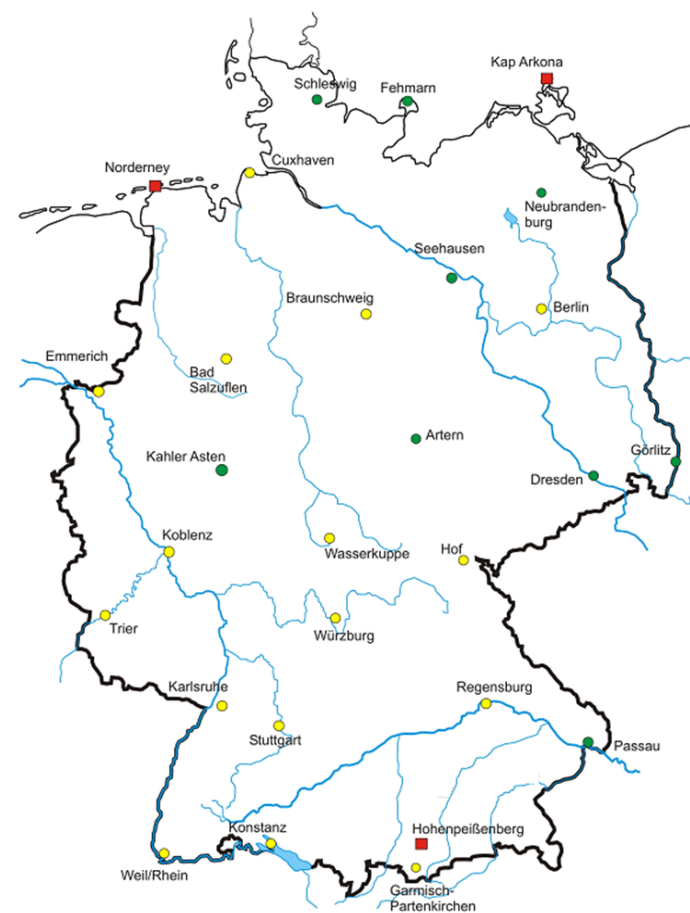 Kap Arkona
Schleswig
Fehmarn
Cuxhaven
Norderney
Neubranden-
burg
Seehausen
Braunschweig
Berlin
Emmerich
Bad
Salzuflen
Artern
Görlitz
Kahler Asten
Dresden
Koblenz
Wasserkuppe
Hof
Trier
Würzburg
Karlsruhe
Regensburg
Stuttgart
Passau
Konstanz
Hohenpeißenberg
Weil/Rhein
Garmisch-
Partenkirchen